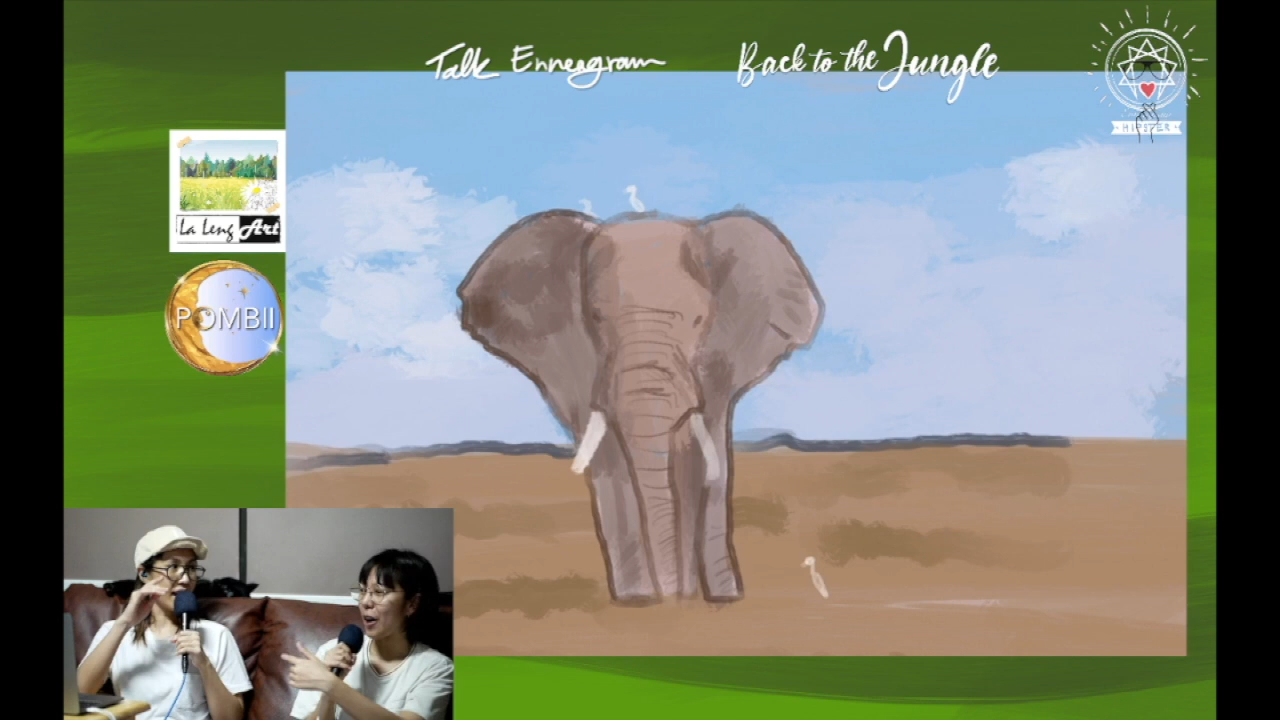 Talk Enneagram
Back to the Jungle
HIPSTER
La Leng Art
POMBII